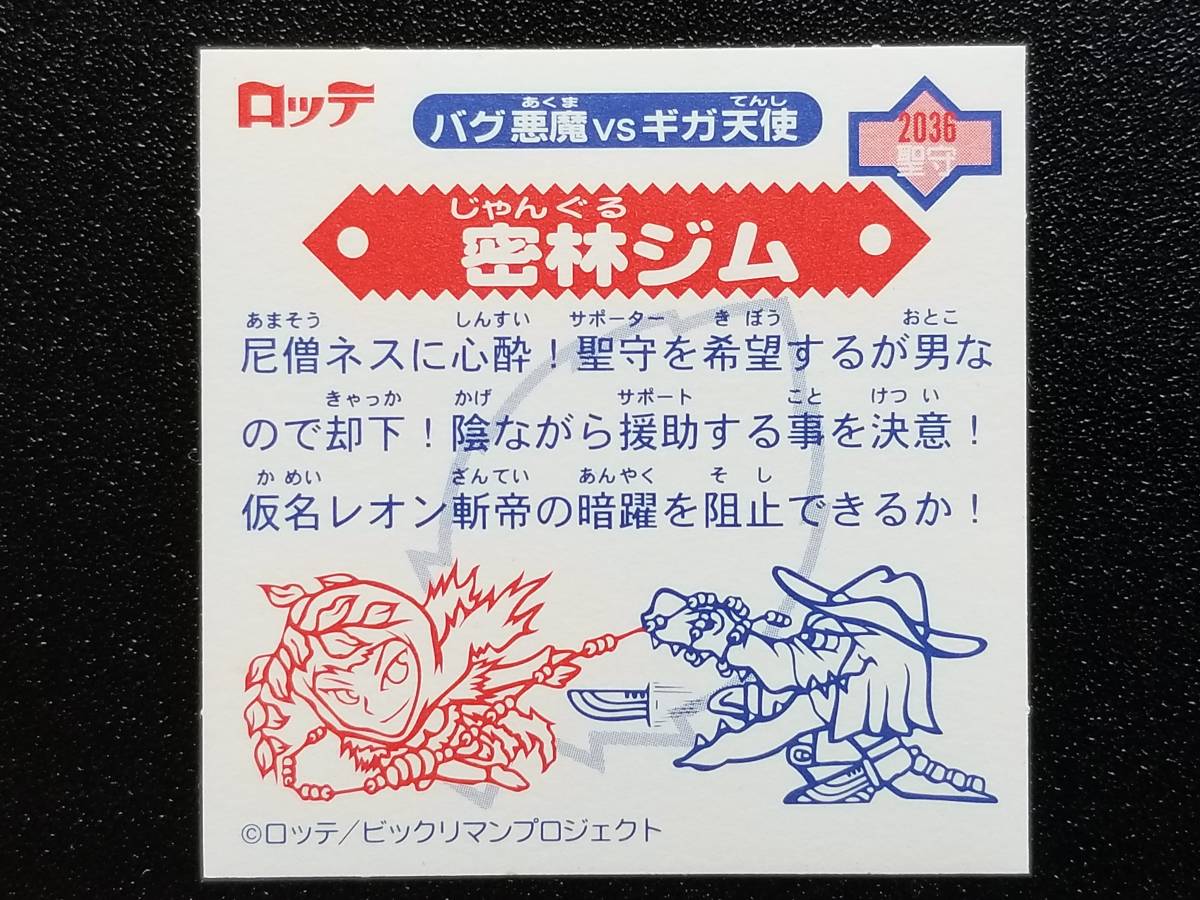 ロッテ
バグ悪魔vsギガ天使
あくま てんし
2036
聖守
じゃんぐる
密林ジム
あまそう しんすい サポーター きぼう おとこ
尼僧ネスに心酔！聖守を希望するが男な
きゃっか かげ サポート こと けつい
ので却下！陰ながら援助する事を決意！
かめい ざんてい あんやく そし
仮名レオン斬帝の暗躍を阻止できるか！
©ロッテ/ビックリマンプロジェクト